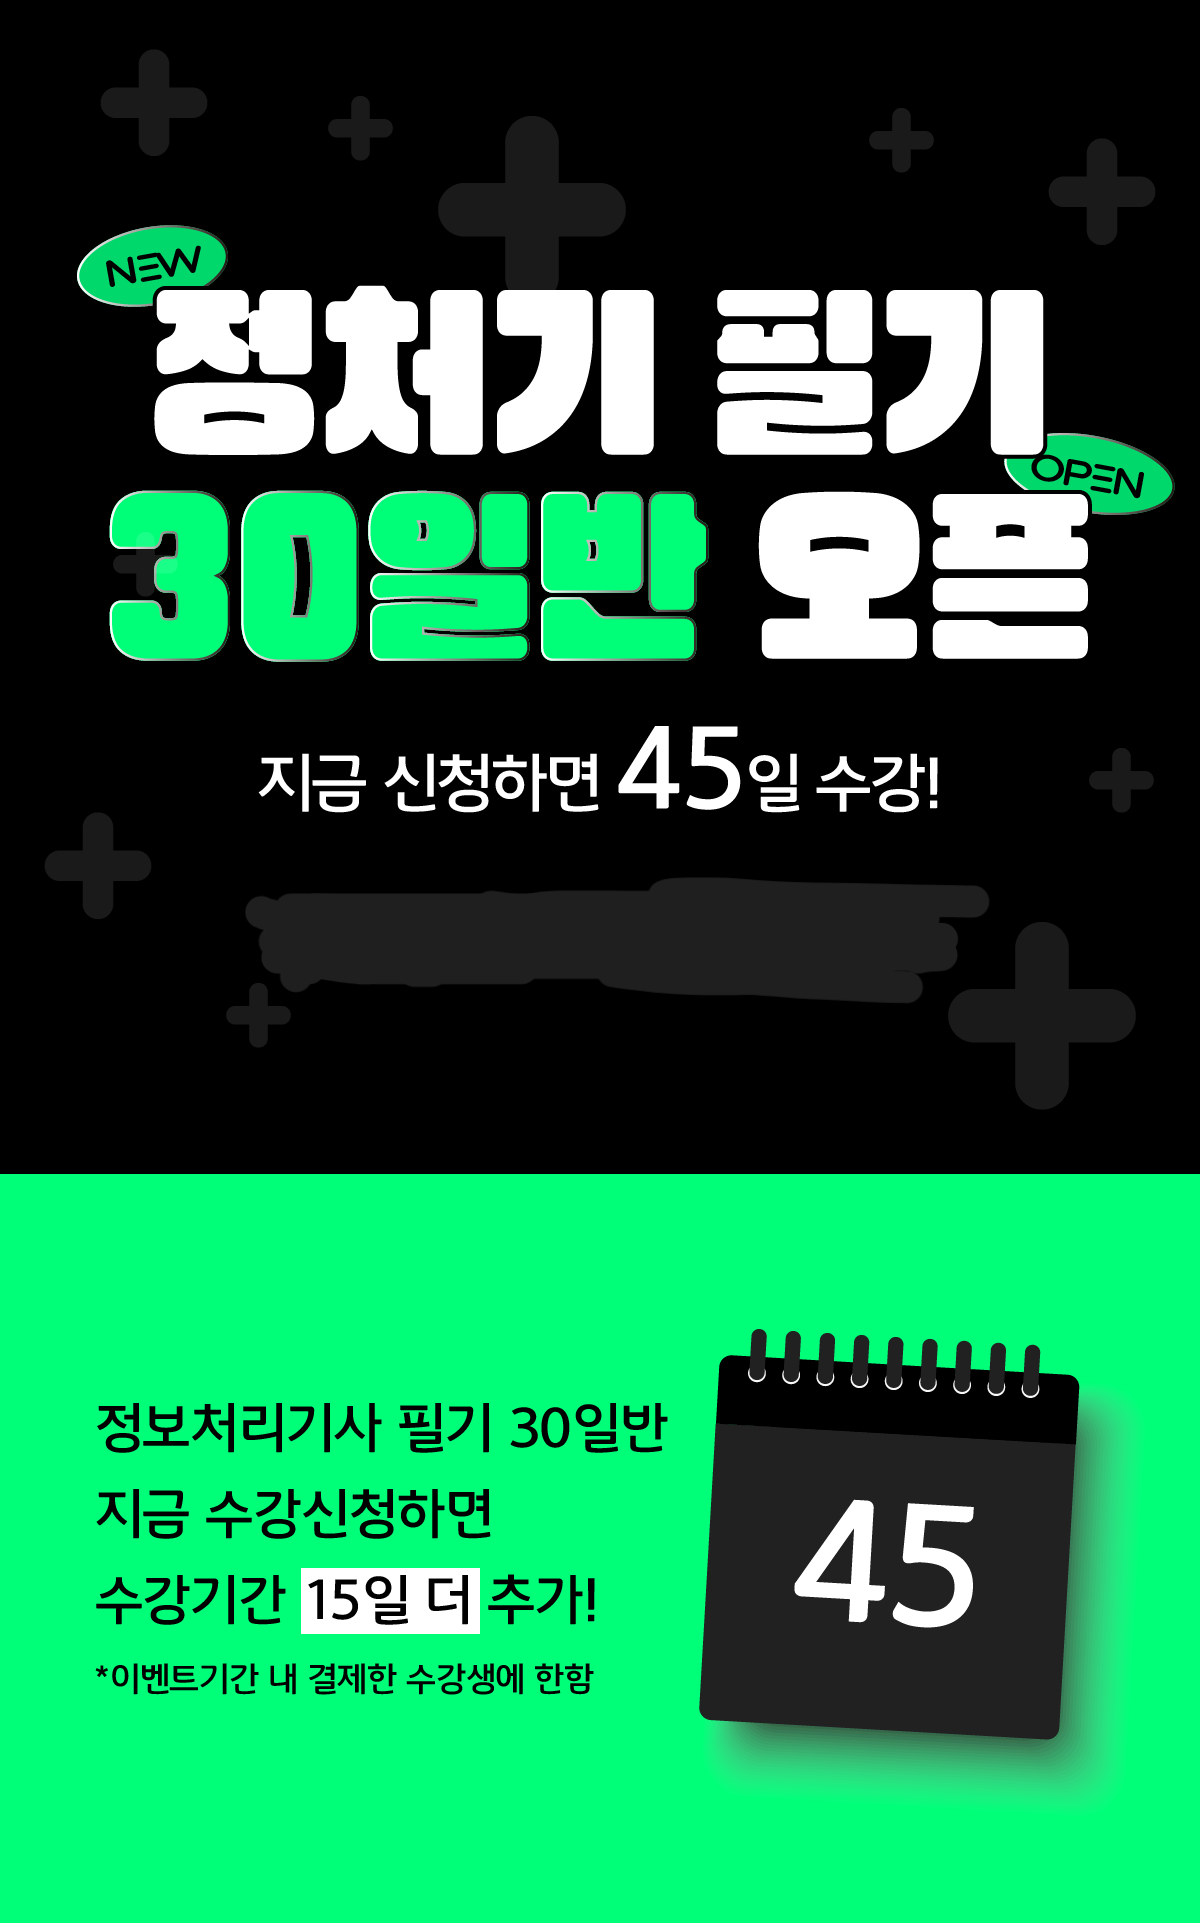 NEW
정처기 필기
OPEN
30일반 오픈
지금 신청하면 45일 수강!
정보처리기사 필기 30일반
지금 수강신청하면
수강기간 15일 더 추가!
*이벤트기간 내 결제한 수강생에 한함
45